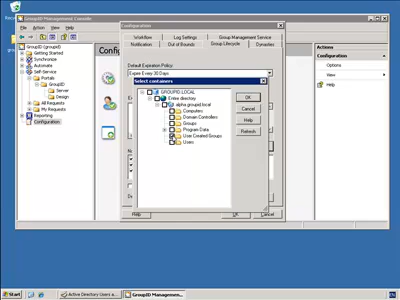 GroupID Management Console
File Action View Help
GroupID (groupid)
Getting Started
Synchronize
Automate
Self-Service
Portals
GroupID
Server
Design
All Requests
My Requests
Reporting
Configuration
Configuration
Workflow Log Settings Group Management Service
Notification Out of Bounds Group Lifecycle Dynasties
Default Expiration Policy
Expire Every 30 Days
Select containers
GROUPID.LOCAL
Entire directory
alpha.groupid.local
Computers
Domain Controllers
Groups
Program Data
User Created Groups
Users
OK
Cancel
Help
Refresh
Help OK Cancel
Actions
Configuration
Options
View
Help
Start
Active Directory Users a...
GroupID Managemen...